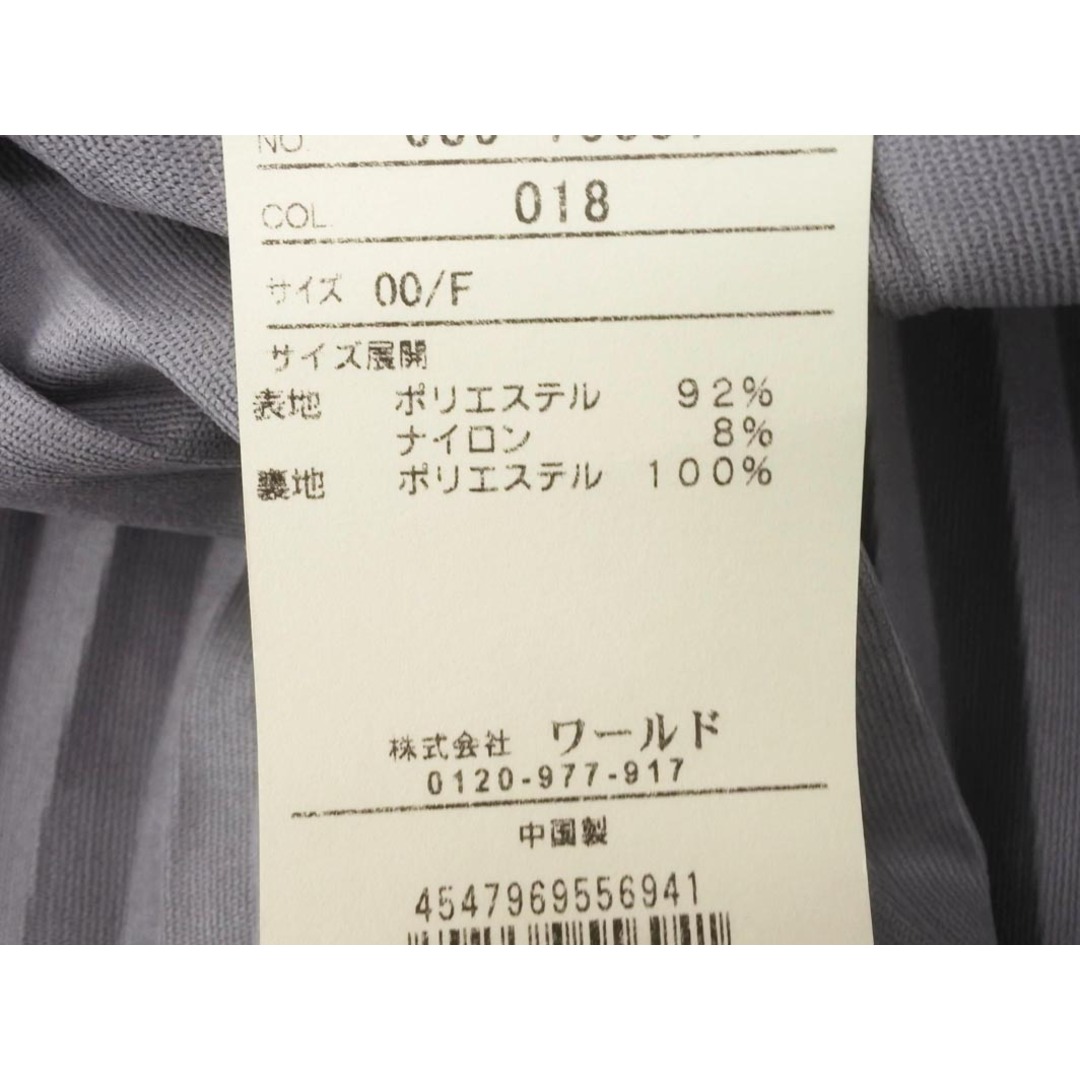 NO.
COL. 018
サイズ 00/F
サイズ展開
表地 ポリエステル 92%
ナイロン 8%
裏地 ポリエステル 100%
株式会社 ワールド
0120-977-917
中国製
4547969556941